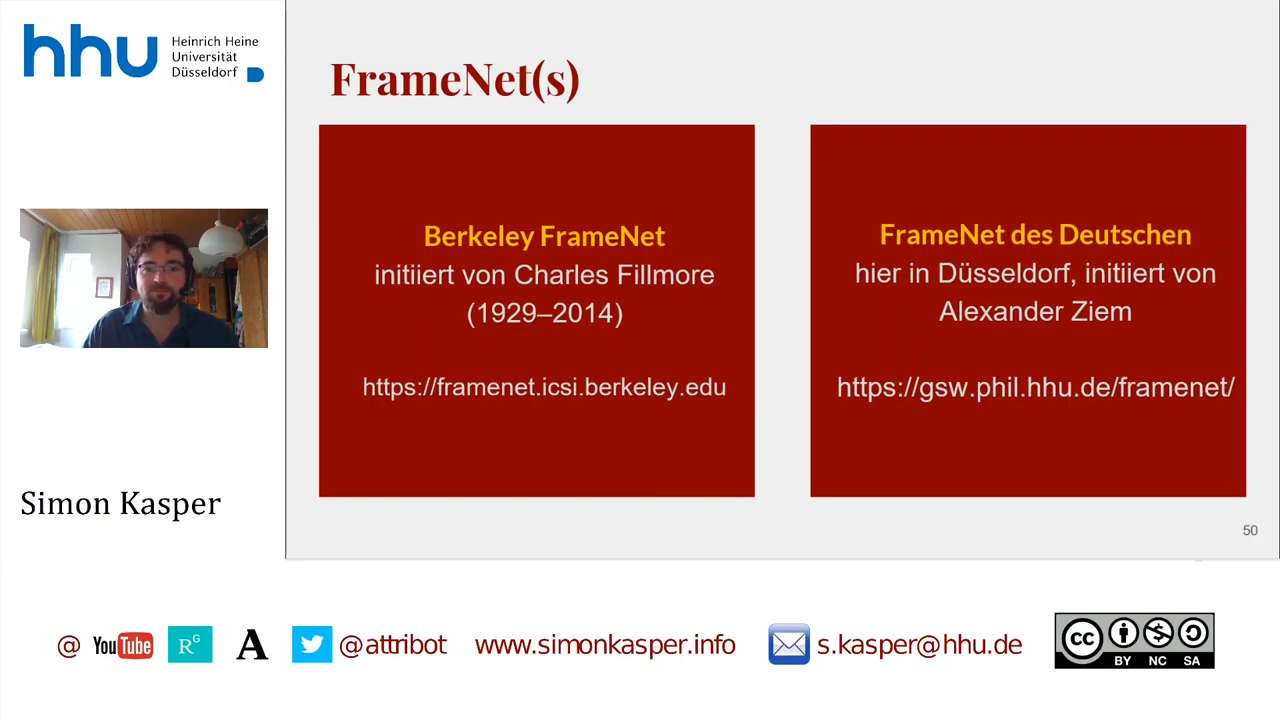 hhu
Heinrich Heine
Universität
Düsseldorf
FrameNet(s)
Berkeley FrameNet
initiiert von Charles Fillmore
(1929–2014)
https://framenet.icsi.berkeley.edu
FrameNet des Deutschen
hier in Düsseldorf, initiiert von
Alexander Ziem
https://gsw.phil.hhu.de/framenet/
Simon Kasper
50
@ YouTube RG A @attribot www.simonkasper.info s.kasper@hhu.de
cc BY NC SA